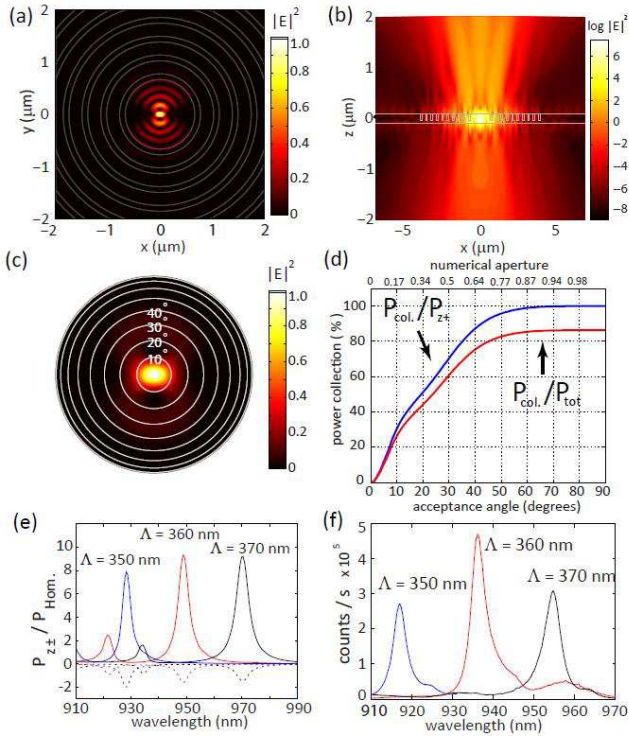 (a)
|E|²
2
1
0
-1
-2
y (μm)
-2 -1 0 1 2
x (μm)
1.0
0.8
0.6
0.4
0.2
0
(b)
log |E|²
2
1
0
-1
-2
z (μm)
-5 0 5
x (μm)
6
4
2
0
-2
-4
-6
-8
(c)
|E|²
40°
30°
20°
10°
1.0
0.8
0.6
0.4
0.2
0
(d)
numerical aperture
0 0.17 0.34 0.5 0.64 0.77 0.87 0.94 0.98
100
80
60
40
20
0
power collection (%)
P col./P z+
P col./P tot
0 10 20 30 40 50 60 70 80 90
acceptance angle (degrees)
(e)
Λ = 360 nm
Λ = 350 nm
Λ = 370 nm
10
8
6
4
2
0
-2
P z± / P Hom.
910 930 950 970 990
wavelength (nm)
(f)
Λ = 360 nm
Λ = 350 nm
Λ = 370 nm
5
4
3
2
1
0
counts / s x 10⁵
910 920 930 940 950 960 970
wavelength (nm)